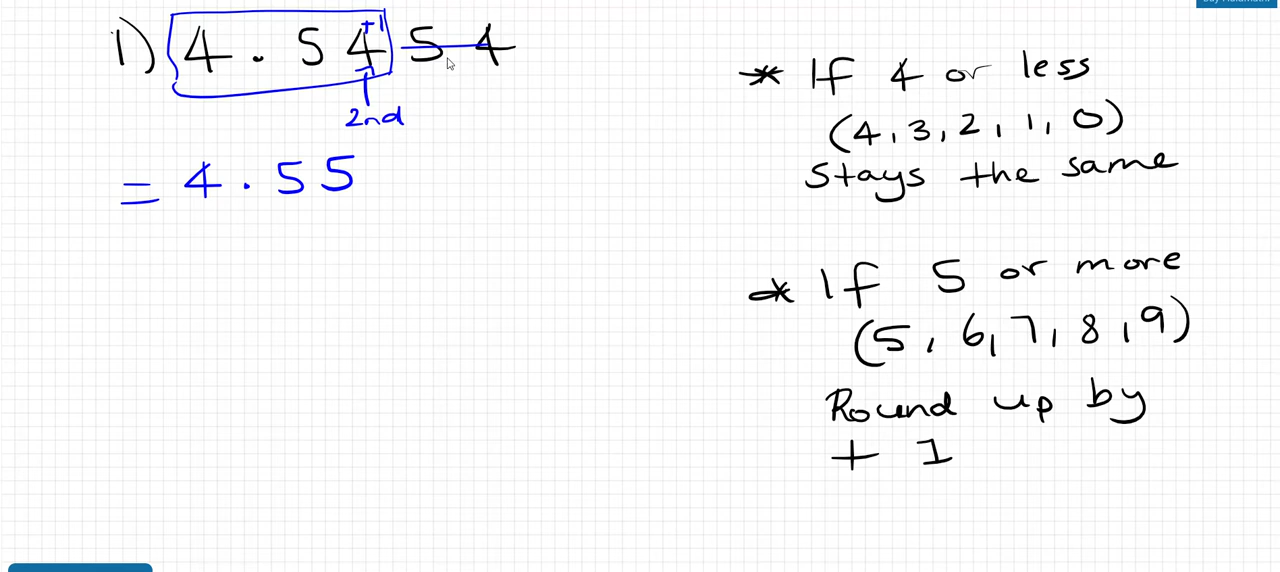 1) 4.5454
+1
2nd
= 4.55
* If 4 or less
(4, 3, 2, 1, 0)
stays the same
* If 5 or more
(5, 6, 7, 8, 9)
Round up by
+ 1